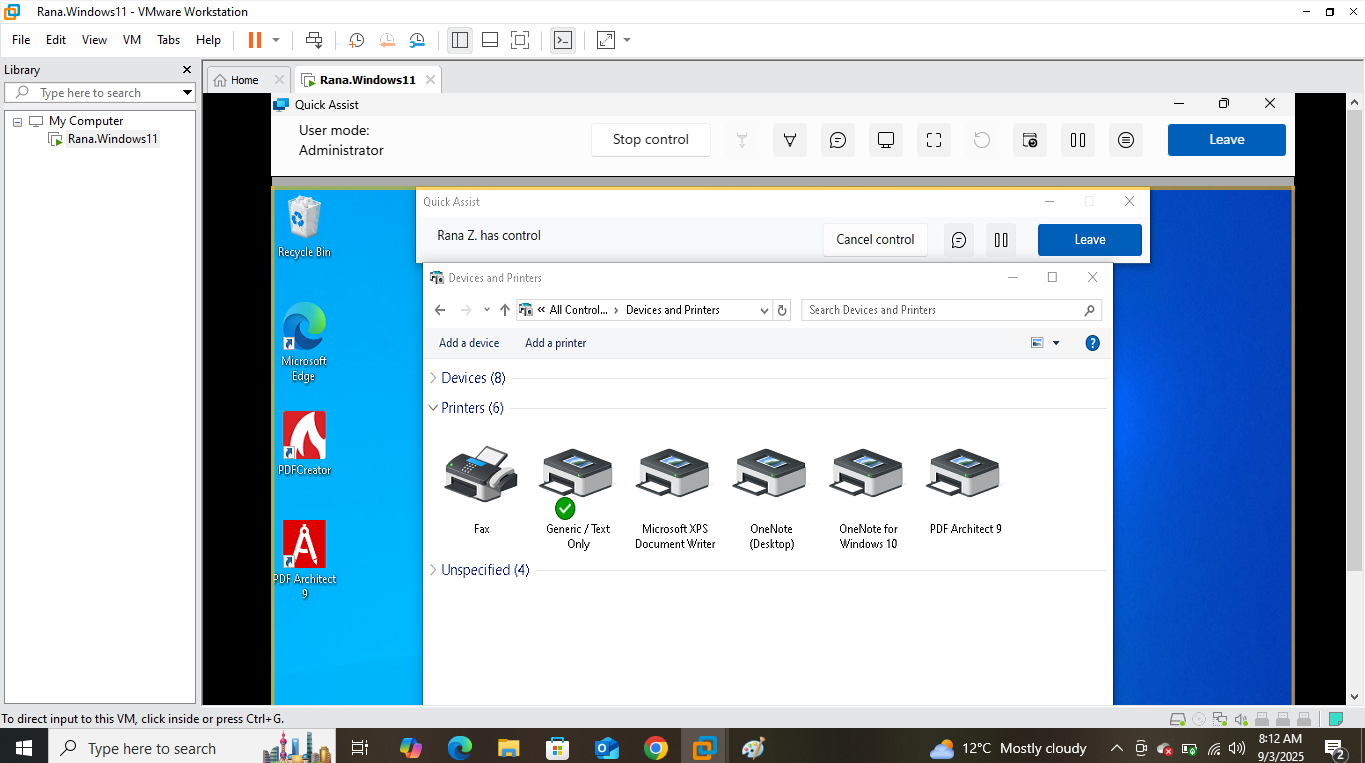 Rana.Windows11 - VMware Workstation
File Edit View VM Tabs Help
Library
Type here to search
My Computer
Rana.Windows11
Home
Rana.Windows11
Quick Assist
User mode:
Administrator
Stop control
Leave
Recycle Bin
Microsoft
Edge
PDFCreator
PDF Architect
9
Quick Assist
Rana Z. has control
Cancel control
Leave
Devices and Printers
« All Control... › Devices and Printers
Search Devices and Printers
Add a device Add a printer
?
Devices (8)
Printers (6)
Fax
Generic / Text
Only
Microsoft XPS
Document Writer
OneNote
(Desktop)
OneNote for
Windows 10
PDF Architect 9
Unspecified (4)
To direct input to this VM, click inside or press Ctrl+G.
Type here to search
12°C Mostly cloudy
8:12 AM
9/3/2025
2